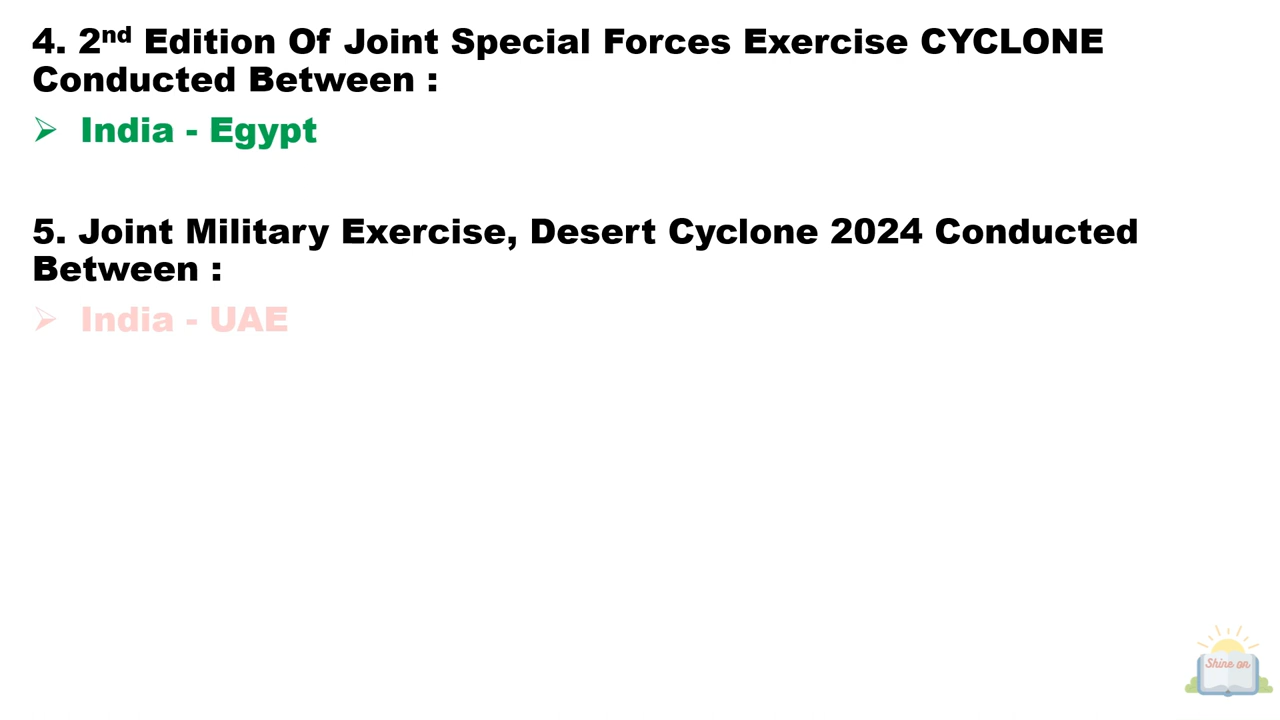 4. 2nd Edition Of Joint Special Forces Exercise CYCLONE
Conducted Between :
➢ India - Egypt
5. Joint Military Exercise, Desert Cyclone 2024 Conducted
Between :
➢ India - UAE
Shine on